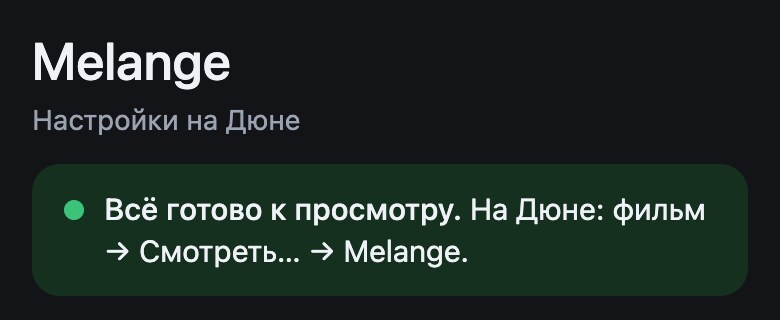 Melange
Настройки на Дюне
Всё готово к просмотру. На Дюне: фильм
→ Смотреть... → Melange.